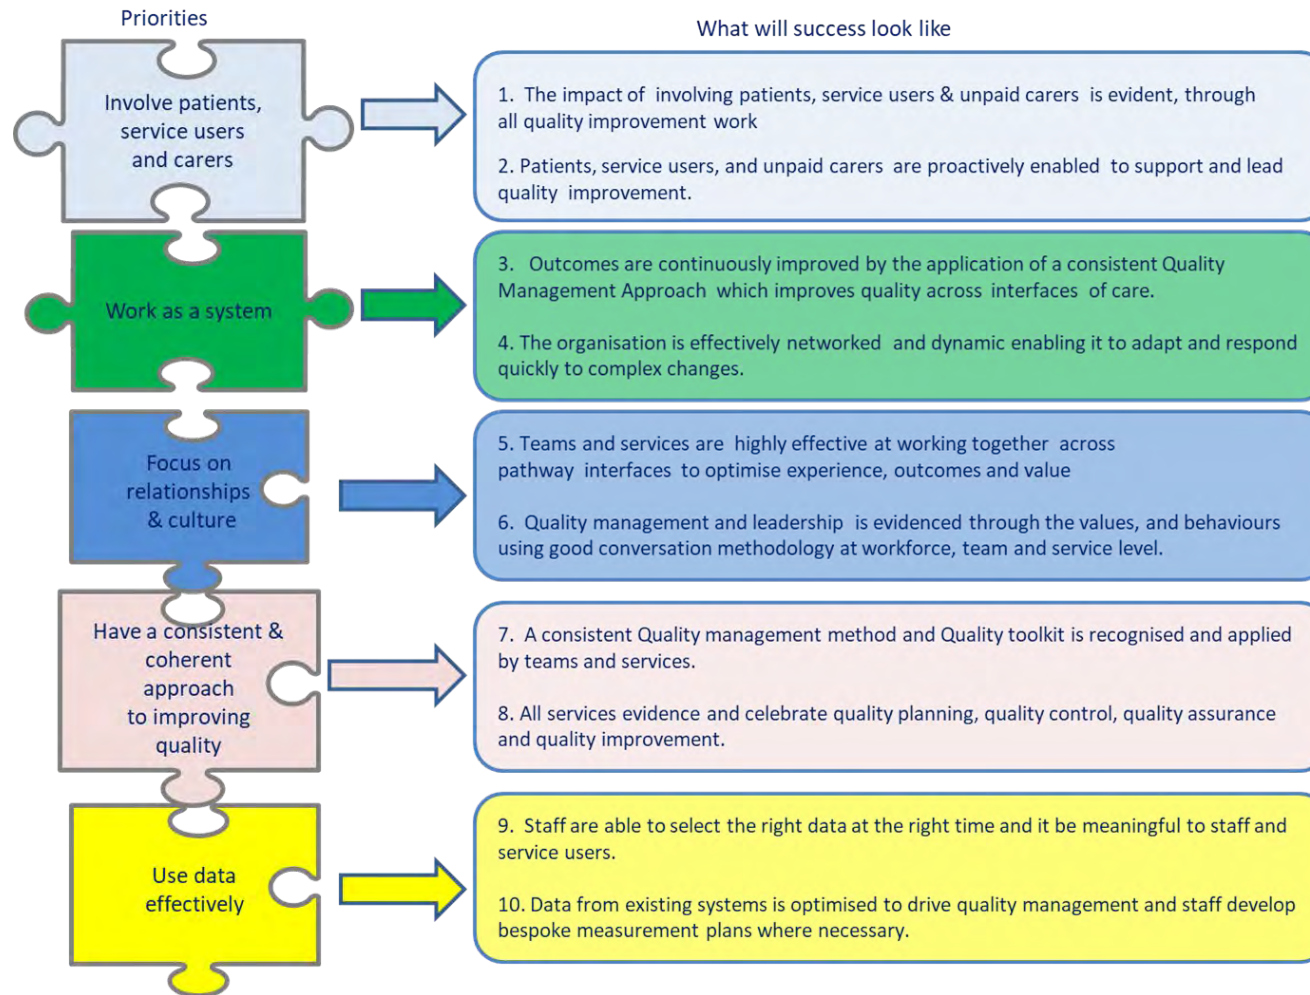 Priorities
What will success look like
Involve patients,
service users
and carers
1. The impact of involving patients, service users & unpaid carers is evident, through
all quality improvement work
2. Patients, service users, and unpaid carers are proactively enabled to support and lead
quality improvement.
Work as a system
3. Outcomes are continuously improved by the application of a consistent Quality
Management Approach which improves quality across interfaces of care.
4. The organisation is effectively networked and dynamic enabling it to adapt and respond
quickly to complex changes.
Focus on
relationships
& culture
5. Teams and services are highly effective at working together across
pathway interfaces to optimise experience, outcomes and value
6. Quality management and leadership is evidenced through the values, and behaviours
using good conversation methodology at workforce, team and service level.
Have a consistent &
coherent
approach
to improving
quality
7. A consistent Quality management method and Quality toolkit is recognised and applied
by teams and services.
8. All services evidence and celebrate quality planning, quality control, quality assurance
and quality improvement.
Use data
effectively
9. Staff are able to select the right data at the right time and it be meaningful to staff and
service users.
10. Data from existing systems is optimised to drive quality management and staff develop
bespoke measurement plans where necessary.